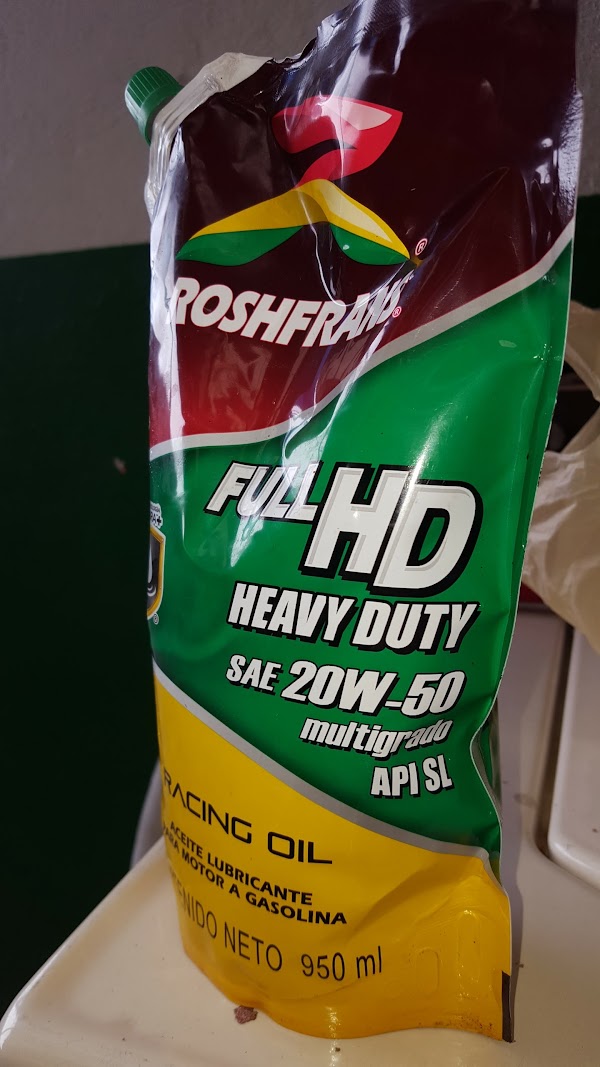 ROSHFRANS
FULL HD
HEAVY DUTY
SAE 20W-50
multigrado
API SL
RACING OIL
ACEITE LUBRICANTE
MOTOR A GASOLINA
NETO 950 ml